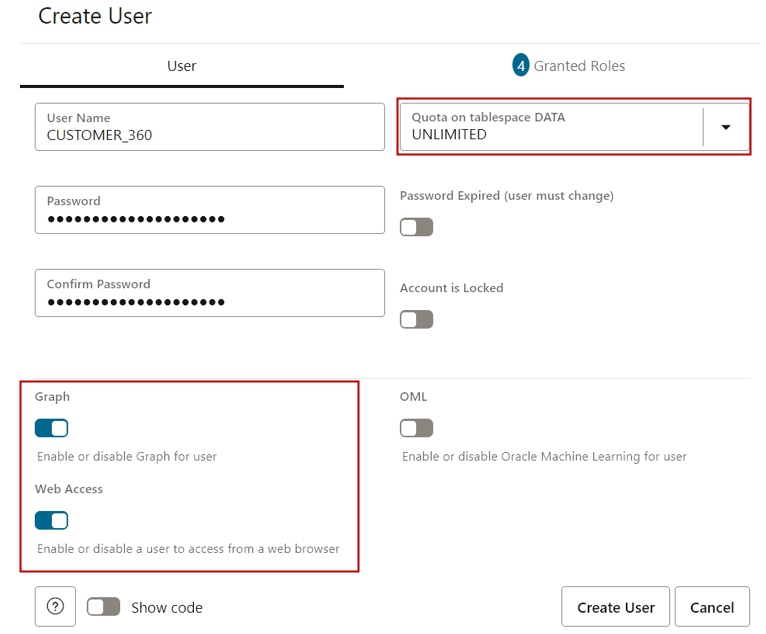 Create User
User
4 Granted Roles
User Name
CUSTOMER_360
Quota on tablespace DATA
UNLIMITED
Password
●●●●●●●●●●●●●●●●●●●●
Password Expired (user must change)
Confirm Password
●●●●●●●●●●●●●●●●●●●●
Account is Locked
Graph
Enable or disable Graph for user
OML
Enable or disable Oracle Machine Learning for user
Web Access
Enable or disable a user to access from a web browser
?
Show code
Create User
Cancel